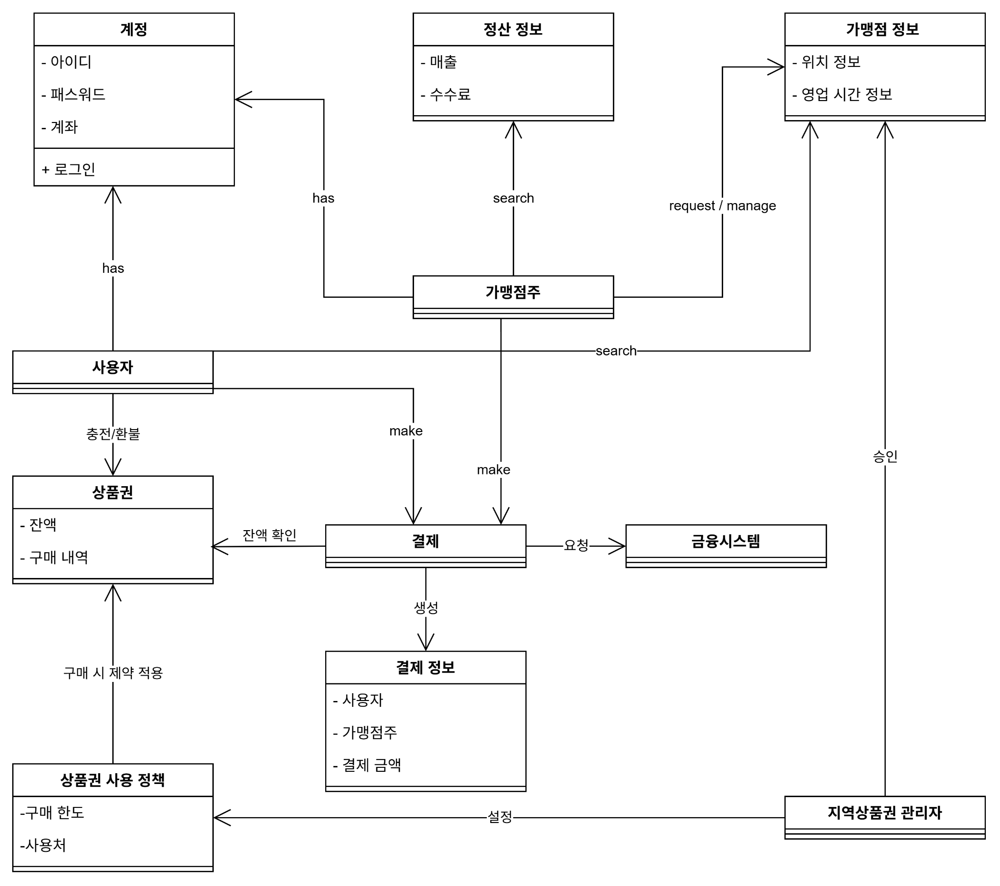 계정
- 아이디
- 패스워드
- 계좌
+ 로그인
정산 정보
- 매출
- 수수료
가맹점 정보
- 위치 정보
- 영업 시간 정보
has
search
request / manage
has
가맹점주
사용자
search
충전/환불
make
make
승인
상품권
- 잔액
- 구매 내역
잔액 확인
결제
요청
금융시스템
생성
구매 시 제약 적용
결제 정보
- 사용자
- 가맹점주
- 결제 금액
상품권 사용 정책
-구매 한도
-사용처
설정
지역상품권 관리자